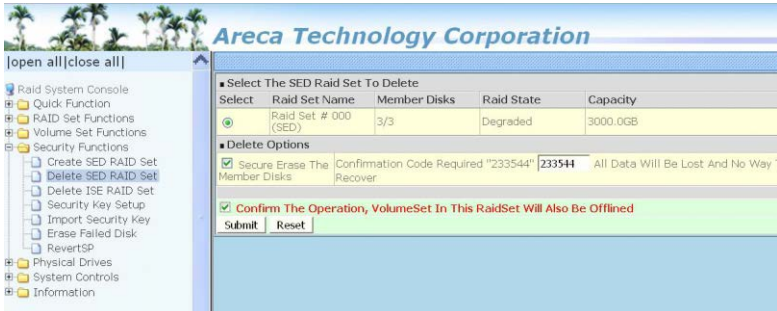 Areca Technology Corporation
|open all|close all|
Raid System Console
Quick Function
RAID Set Functions
Volume Set Functions
Security Functions
Create SED RAID Set
Delete SED RAID Set
Delete ISE RAID Set
Security Key Setup
Import Security Key
Erase Failed Disk
RevertSP
Physical Drives
System Controls
Information
Select The SED Raid Set To Delete
Select Raid Set Name Member Disks Raid State Capacity
Raid Set # 000 (SED) 3/3 Degraded 3000.0GB
Delete Options
Secure Erase The Member Disks Confirmation Code Required "233544" 233544 All Data Will Be Lost And No Way Recover
Confirm The Operation, VolumeSet In This RaidSet Will Also Be Offlined
Submit Reset